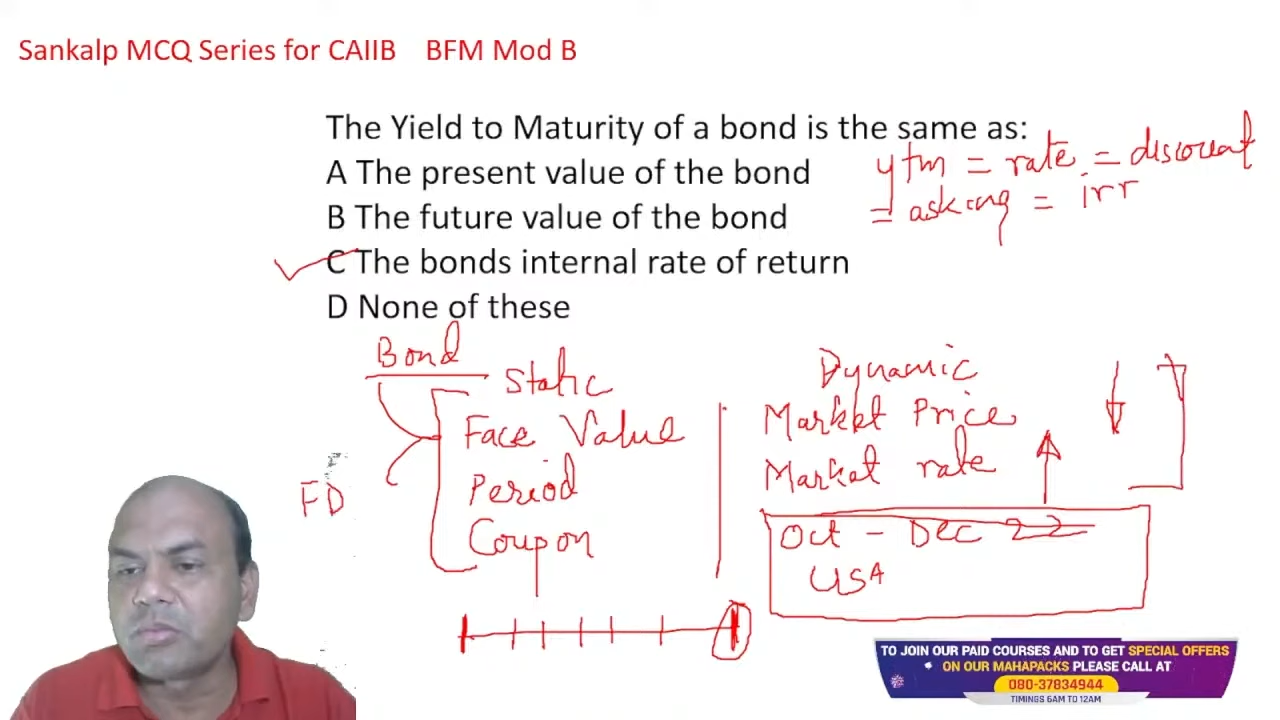 Sankalp MCQ Series for CAIIB BFM Mod B
The Yield to Maturity of a bond is the same as:
A The present value of the bond
B The future value of the bond
C The bonds internal rate of return
D None of these
ytm = rate = discount
= asking = irr
Bond
Static
Face Value
Period
Coupon
FD
Dynamic
Market Price
Market rate
Oct - Dec 22
USA
TO JOIN OUR PAID COURSES AND TO GET SPECIAL OFFERS
ON OUR MAHAPACKS PLEASE CALL AT
080-37834944
TIMINGS 6AM TO 12AM